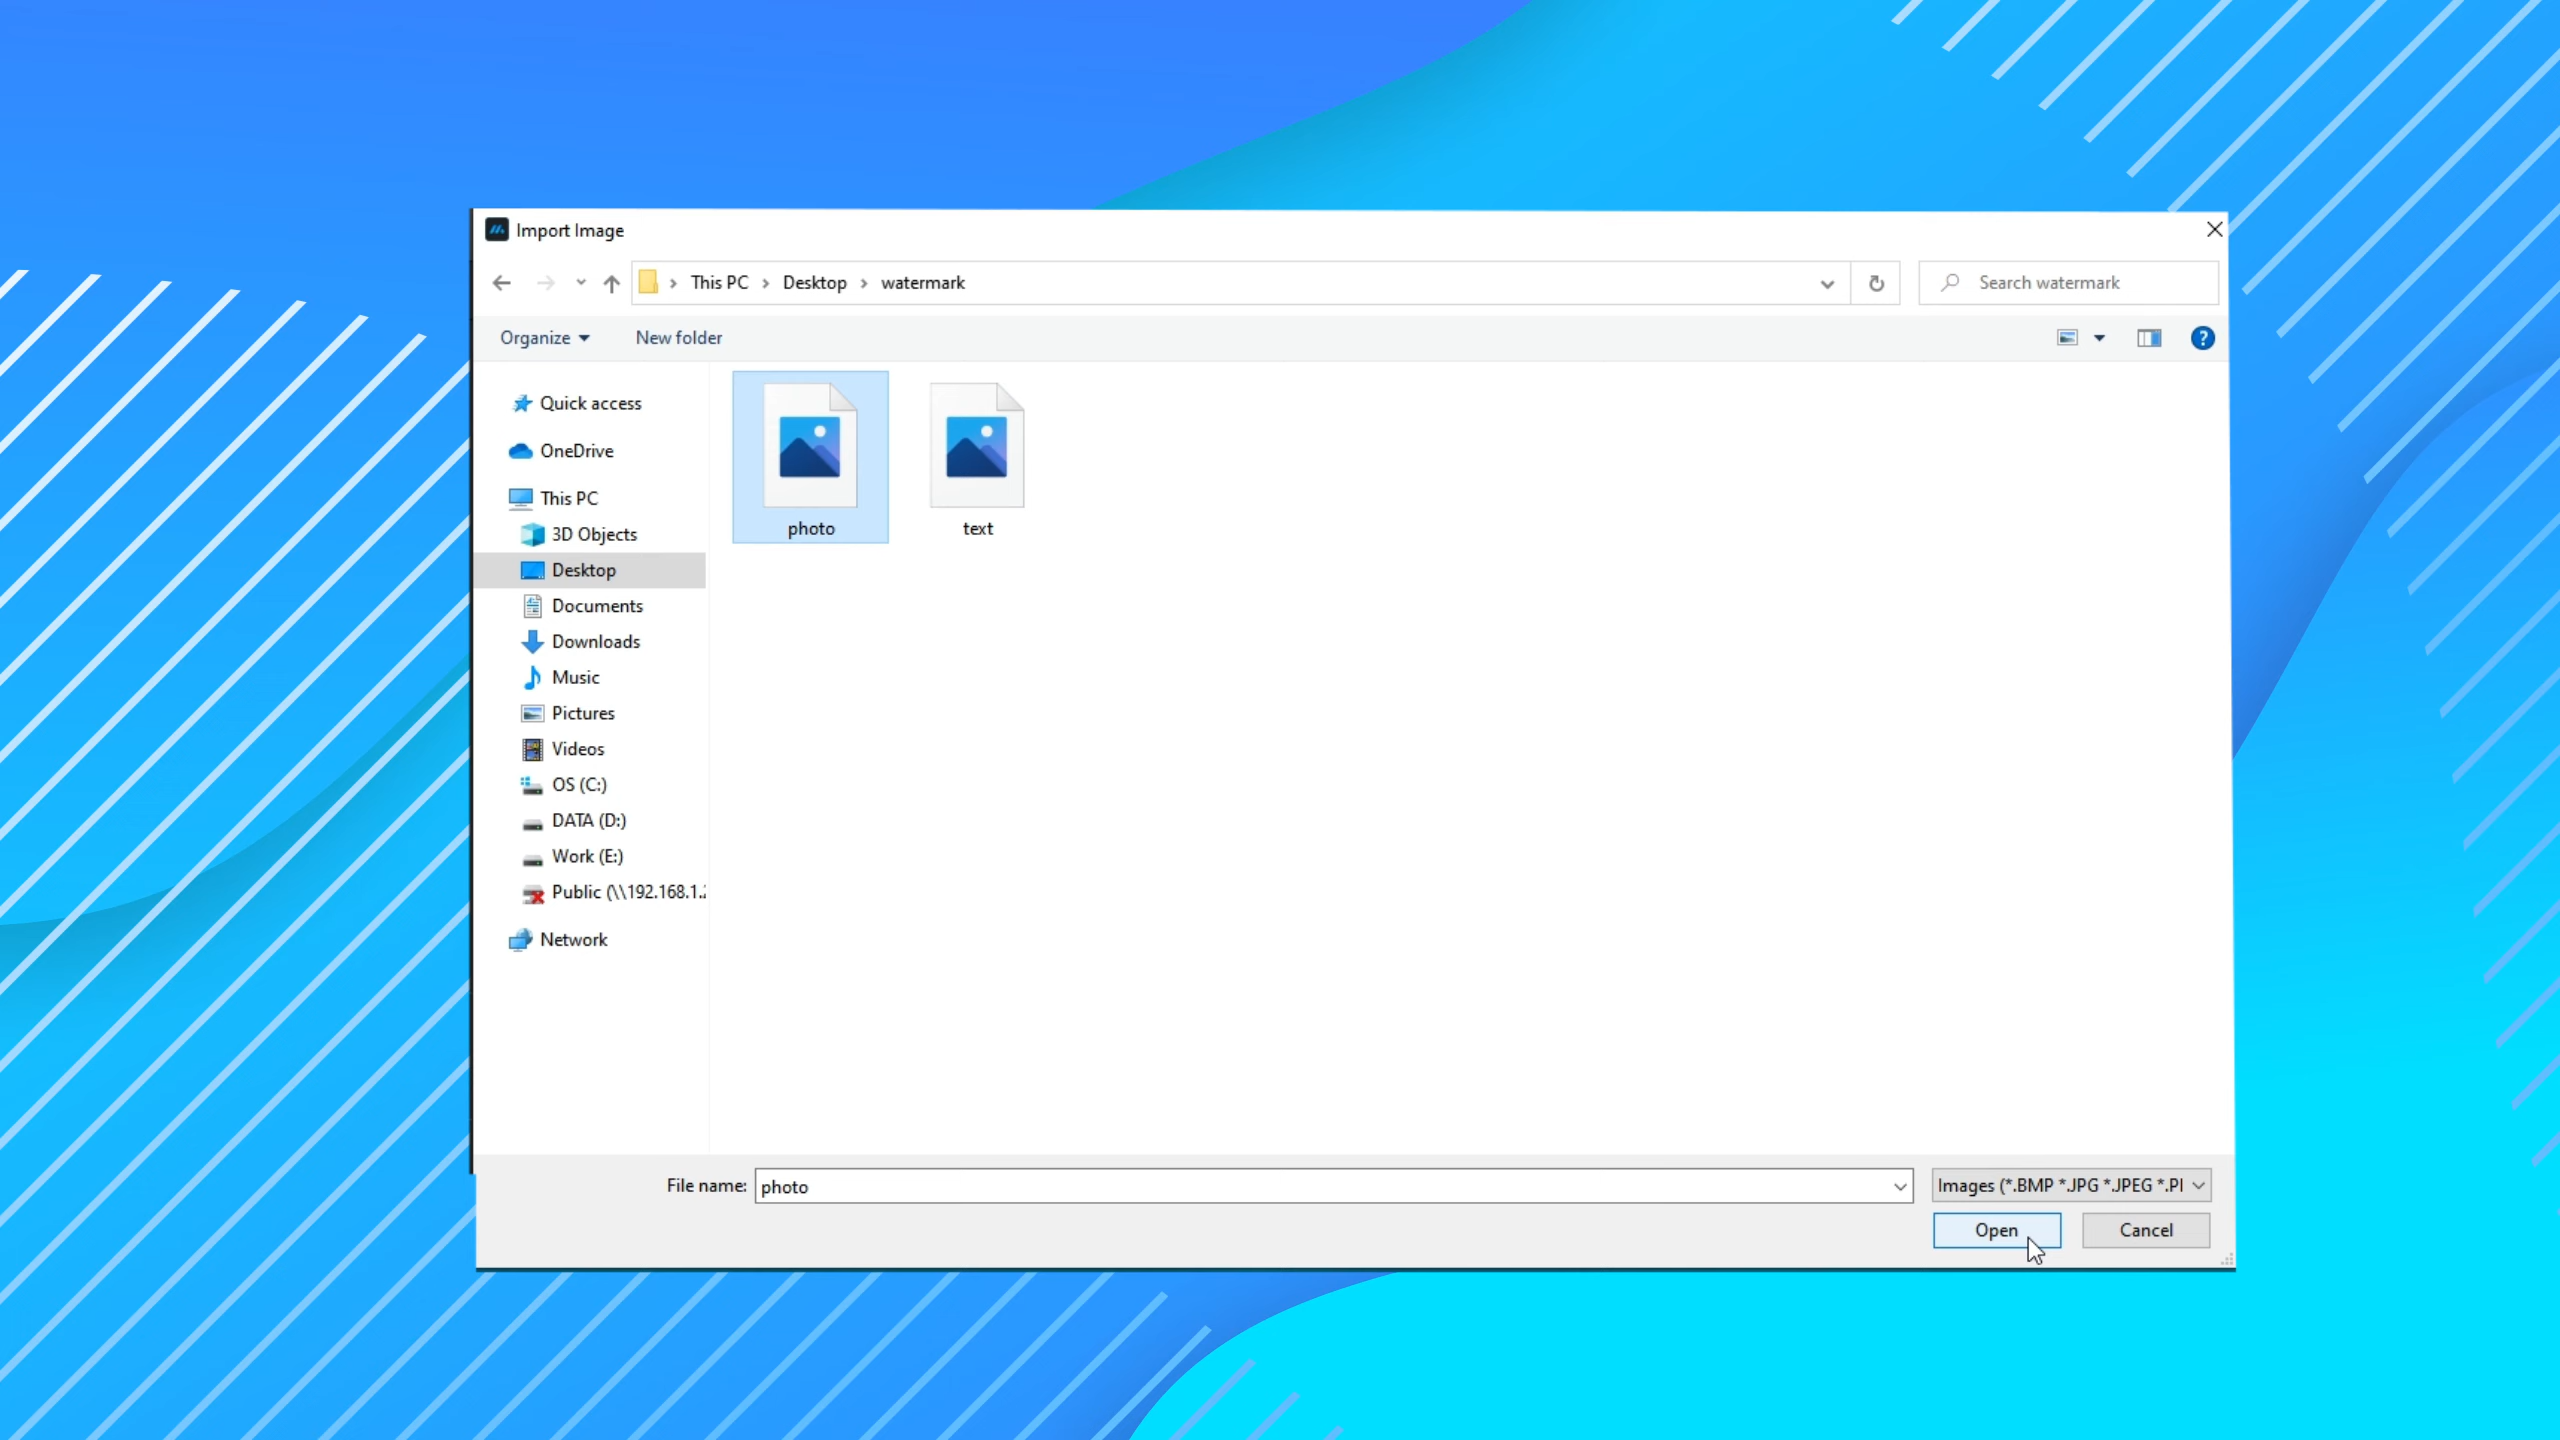 Import Image
This PC > Desktop > watermark
Search watermark
Organize
New folder
?
Quick access
OneDrive
This PC
3D Objects
Desktop
Documents
Downloads
Music
Pictures
Videos
OS (C:)
DATA (D:)
Work (E:)
Public (\\192.168.1.
Network
photo
text
File name: photo
Images (*.BMP *.JPG *.JPEG *.PI
Open
Cancel